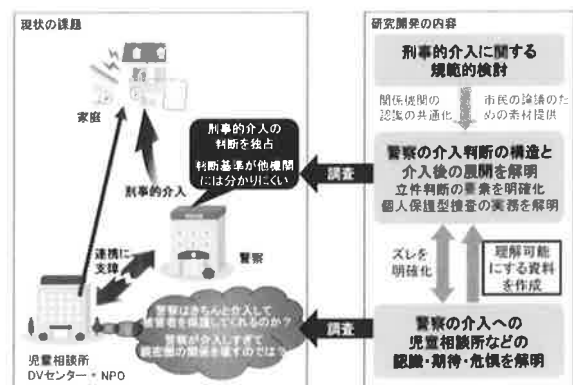 現状の課題
家庭
刑事的介入の
判断を独占
判断基準が他機関
には分かりにくい
刑事的介入
警察
連携に
支障
警察はきちんと介入して
被害者を保護してくれるのか？
警察が介入しすぎて
親との間の関係を壊すのでは？
児童相談所
DVセンター・NPO
調査
調査
研究開発の内容
刑事的介入に関する
規範的検討
関係機関の
認識の共通化
市民の論議のた
めの素材提供
警察の介入判断の構造と
介入後の展開を解明
立件判断の要素を明確化
個人保護型捜査の実務を解明
ズレを
明確化
理解可能
にする資料
を作成
警察の介入への
児童相談所などの
認識・期待・危惧を解明